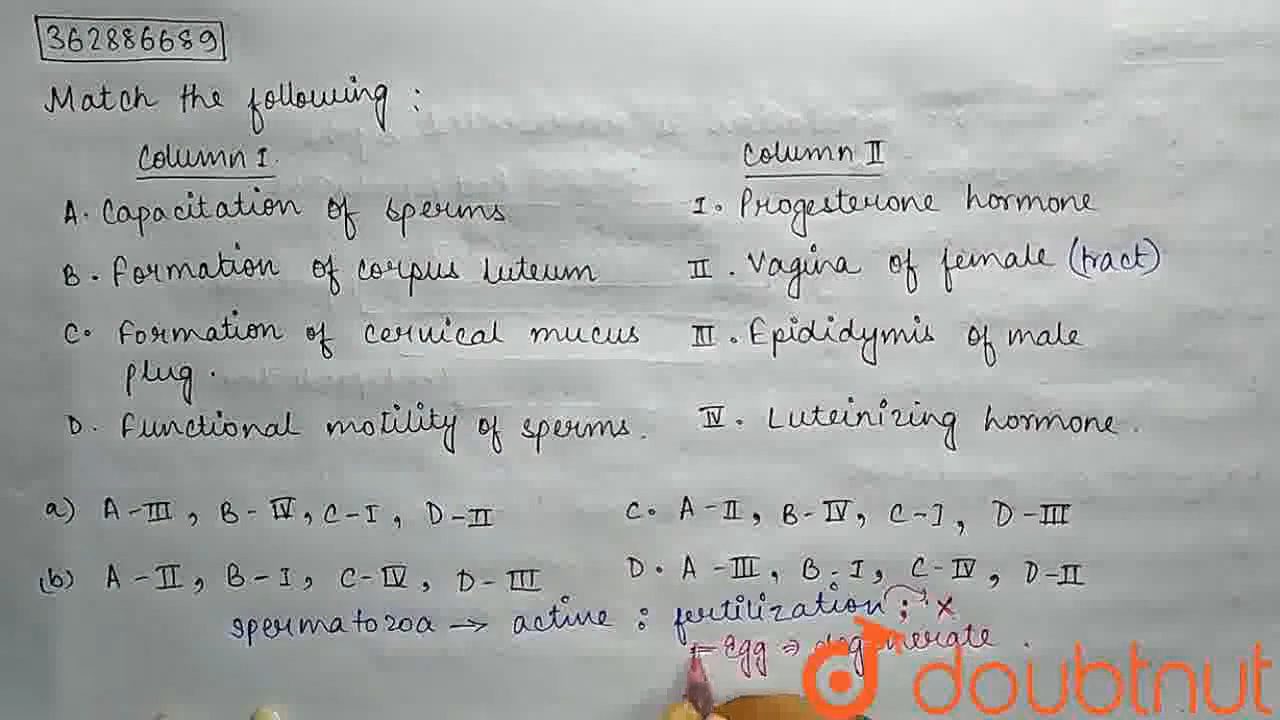 362886689
Match the following :
Column I.
Column II
A. Capacitation of sperms
I. Progesterone hormone
B. Formation of corpus luteum
II. Vagina of female (tract)
C. Formation of cervical mucus plug.
III. Epididymis of male
D. Functional motility of sperms.
IV. Luteinizing hormone.
a) A-III, B-IV, C-I, D-II
C. A-II, B-IV, C-I, D-III
(b) A-II, B-I, C-IV, D-III
D. A-III, B-I, C-IV, D-II
spermatozoa → active : fertilization ; x
egg ⇒ degenerate.
doubtnut